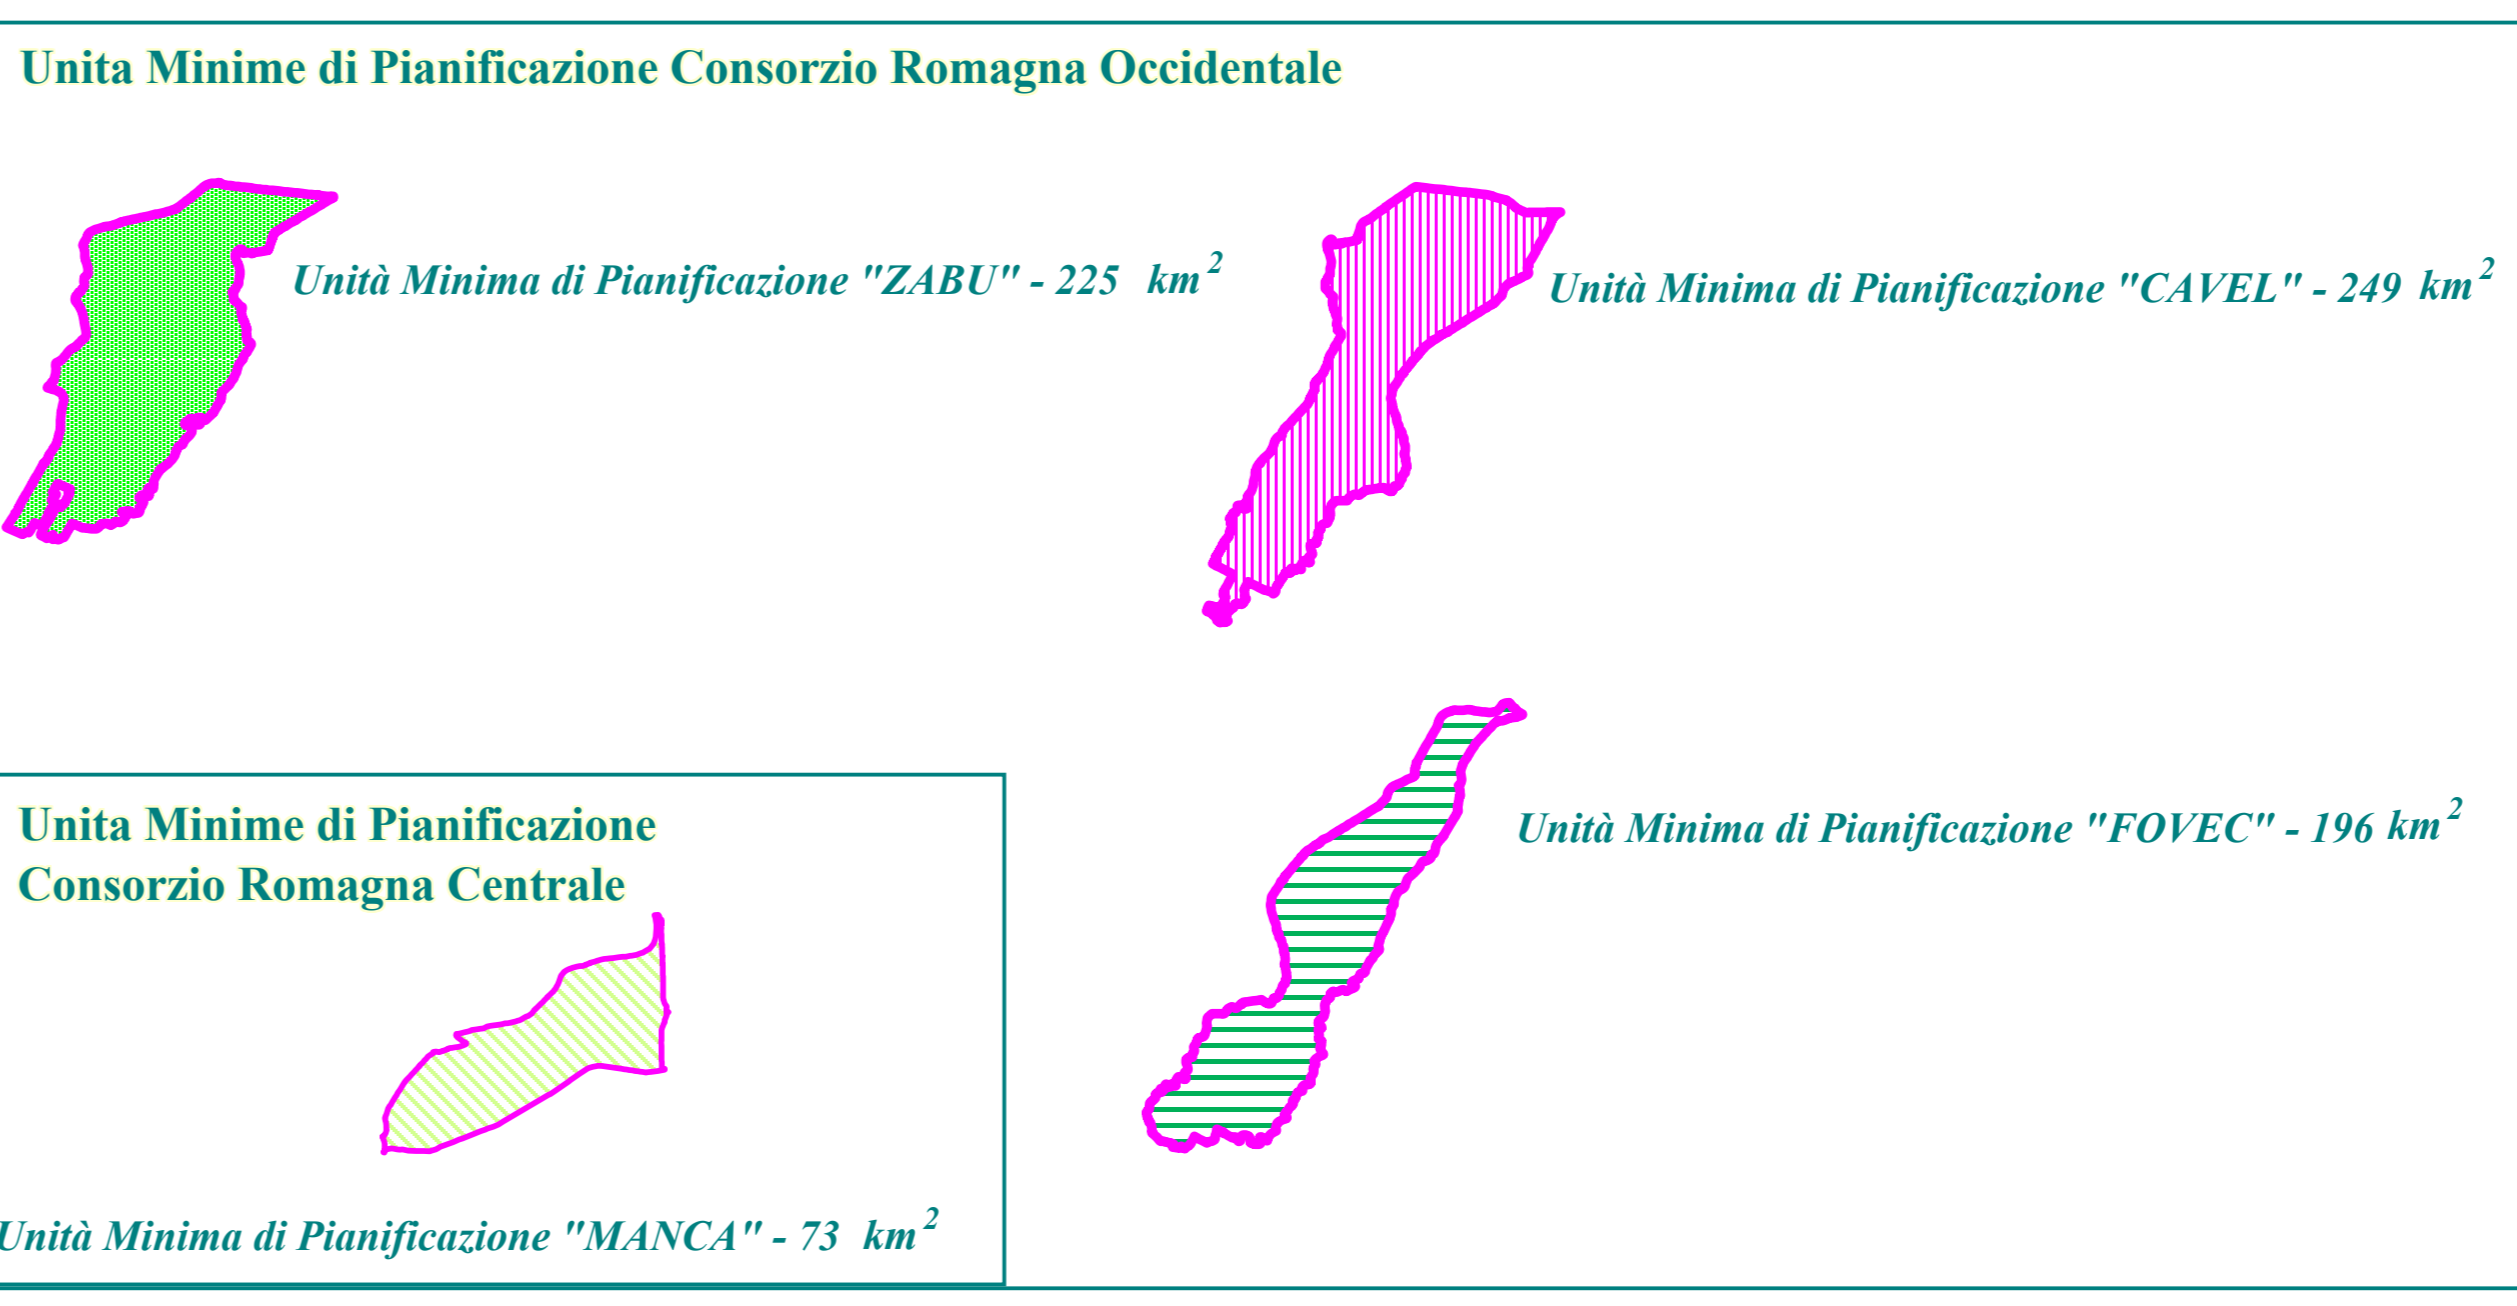 Unita Minime di Pianificazione Consorzio Romagna Occidentale
Unità Minima di Pianificazione "ZABU" - 225 km²
Unità Minima di Pianificazione "CAVEL" - 249 km²
Unità Minima di Pianificazione "FOVEC" - 196 km²
Unita Minime di Pianificazione
Consorzio Romagna Centrale
Unità Minima di Pianificazione "MANCA" - 73 km²